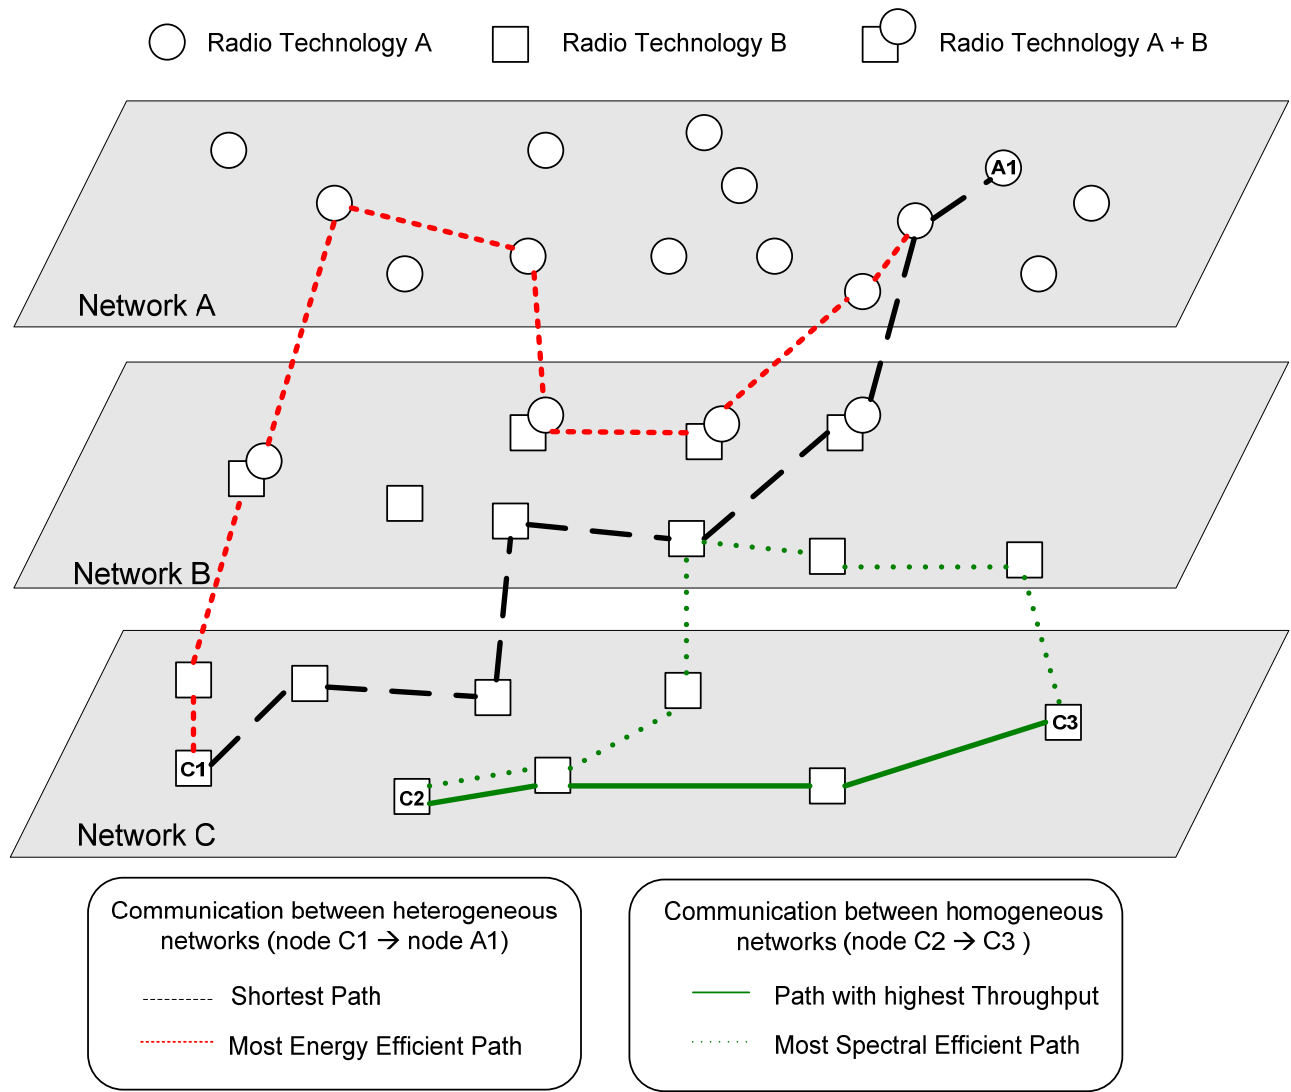 Radio Technology A
Radio Technology B
Radio Technology A + B
A1
Network A
Network B
C1
C2
C3
Network C
Communication between heterogeneous
networks (node C1 → node A1)
Shortest Path
Most Energy Efficient Path
Communication between homogeneous
networks (node C2 → C3 )
Path with highest Throughput
Most Spectral Efficient Path